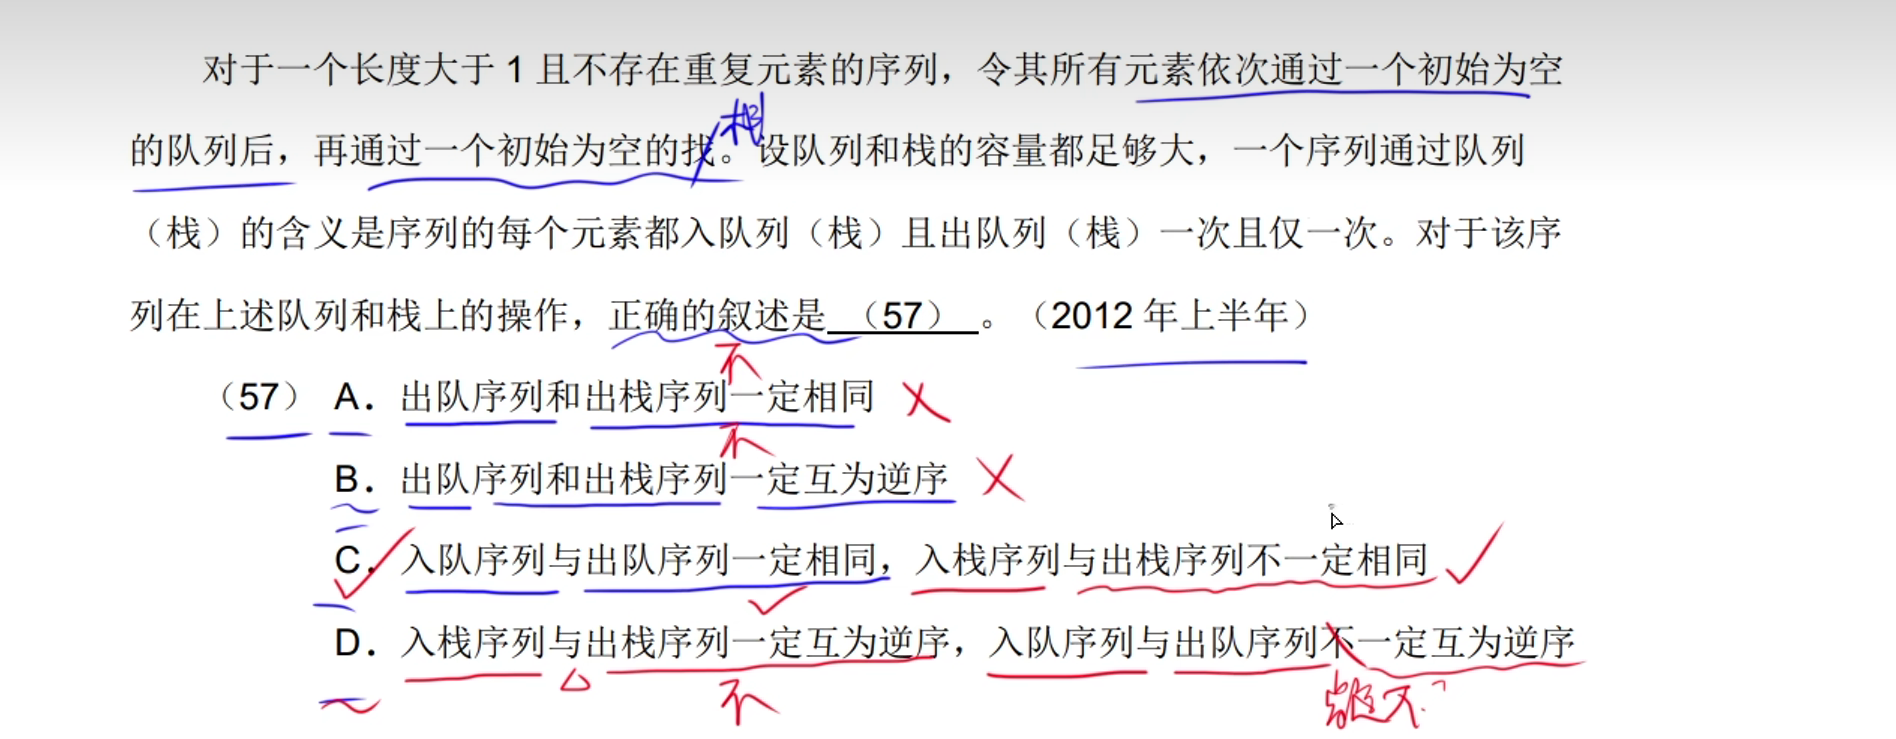 对于一个长度大于 1 且不存在重复元素的序列，令其所有元素依次通过一个初始为空
栈
的队列后，再通过一个初始为空的找。设队列和栈的容量都足够大，一个序列通过队列
（栈）的含义是序列的每个元素都入队列（栈）且出队列（栈）一次且仅一次。对于该序
列在上述队列和栈上的操作，正确的叙述是 （57） 。（2012 年上半年）
不
（57） A． 出队序列和出栈序列一定相同
不
B． 出队序列和出栈序列一定互为逆序
C． 入队序列与出队序列一定相同，入栈序列与出栈序列不一定相同
D． 入栈序列与出栈序列一定互为逆序，入队序列与出队序列不一定互为逆序
不